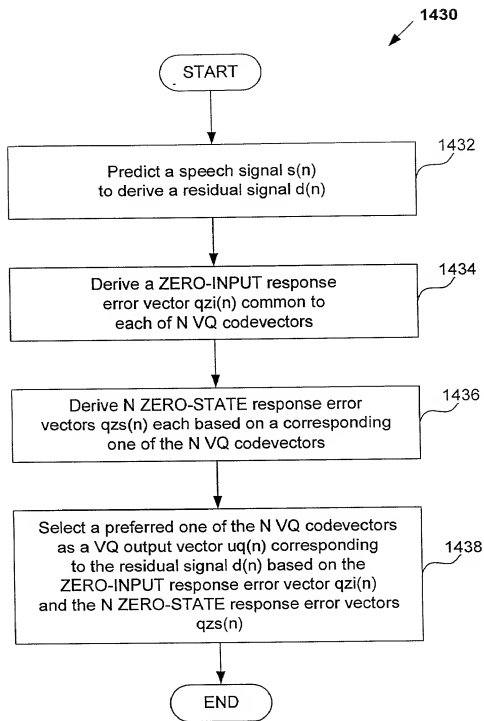 1430
START
1432
Predict a speech signal s(n)
to derive a residual signal d(n)
1434
Derive a ZERO-INPUT response
error vector qzi(n) common to
each of N VQ codevectors
1436
Derive N ZERO-STATE response error
vectors qzs(n) each based on a corresponding
one of the N VQ codevectors
1438
Select a preferred one of the N VQ codevectors
as a VQ output vector uq(n) corresponding
to the residual signal d(n) based on the
ZERO-INPUT response error vector qzi(n)
and the N ZERO-STATE response error vectors
qzs(n)
END